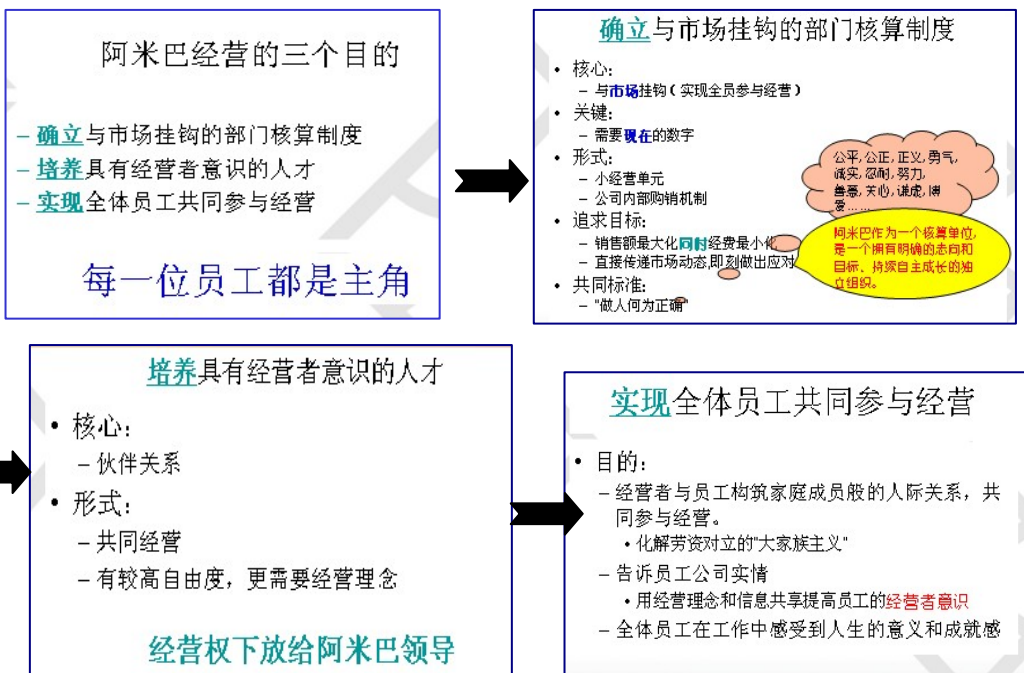 阿米巴经营的三个目的
– 确立与市场挂钩的部门核算制度
– 培养具有经营者意识的人才
– 实现全体员工共同参与经营
每一位员工都是主角
确立与市场挂钩的部门核算制度
• 核心:
– 与市场挂钩(实现全员参与经营)
• 关键:
– 需要现在的数字
• 形式:
– 小经营单元
– 公司内部购销机制
• 追求目标:
– 销售额最大化同时经费最小化
– 直接传递市场动态,即刻做出应对
• 共同标准:
– "做人何为正确"
公平,公正,正义,勇气,
诚实,忍耐,努力,
善意,关心,谦虚,博
爱……
阿米巴作为一个核算单位,
是一个拥有明确的志向和
目标、持续自主成长的独
立组织。
培养具有经营者意识的人才
• 核心:
– 伙伴关系
• 形式:
– 共同经营
– 有较高自由度，更需要经营理念
经营权下放给阿米巴领导
实现全体员工共同参与经营
• 目的:
– 经营者与员工构筑家庭成员般的人际关系，共
同参与经营。
• 化解劳资对立的"大家族主义"
– 告诉员工公司实情
• 用经营理念和信息共享提高员工的经营者意识
– 全体员工在工作中感受到人生的意义和成就感